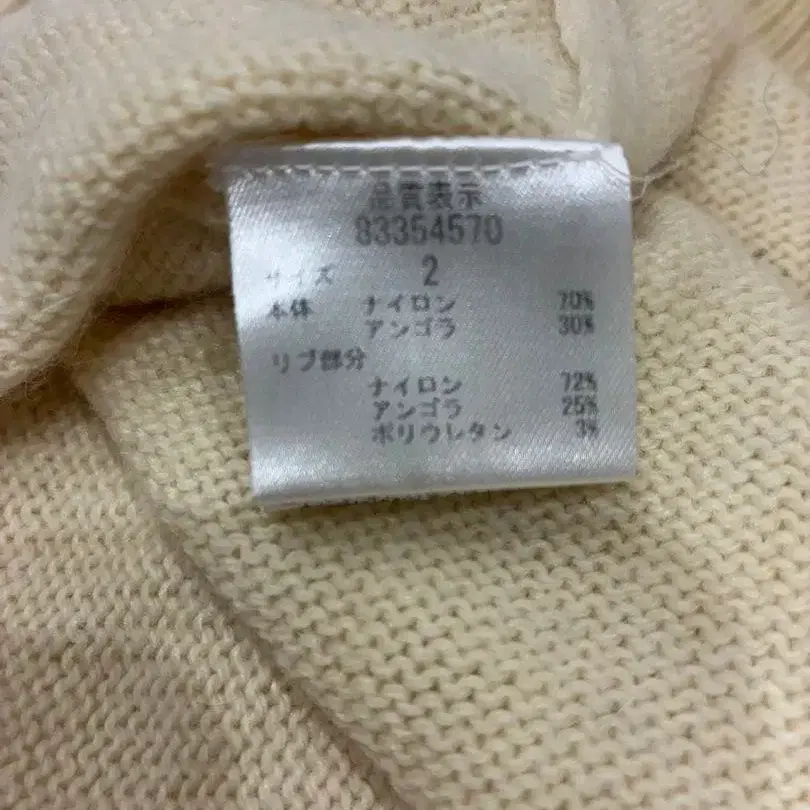 品質表示
83354570
サイズ 2
本体 ナイロン 70%
アンゴラ 30%
リブ部分
ナイロン 72%
アンゴラ 25%
ポリウレタン 3%